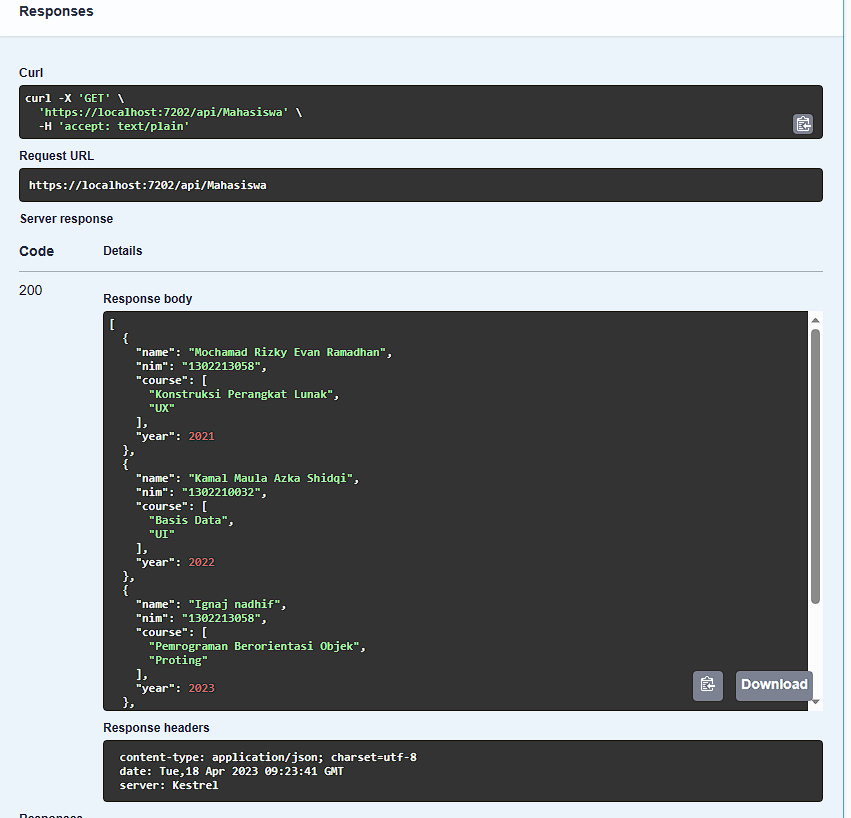 Responses
Curl
curl -X 'GET' \
  'https://localhost:7202/api/Mahasiswa' \
  -H 'accept: text/plain'
Request URL
https://localhost:7202/api/Mahasiswa
Server response
Code Details
200
Response body
[
  {
    "name": "Mochamad Rizky Evan Ramadhan",
    "nim": "1302213058",
    "course": [
      "Konstruksi Perangkat Lunak",
      "UX"
    ],
    "year": 2021
  },
  {
    "name": "Kamal Maula Azka Shidqi",
    "nim": "1302210032",
    "course": [
      "Basis Data",
      "UI"
    ],
    "year": 2022
  },
  {
    "name": "Ignaj nadhif",
    "nim": "1302213058",
    "course": [
      "Pemrograman Berorientasi Objek",
      "Proting"
    ],
    "year": 2023
  },
Download
Response headers
content-type: application/json; charset=utf-8
date: Tue,18 Apr 2023 09:23:41 GMT
server: Kestrel
Responses